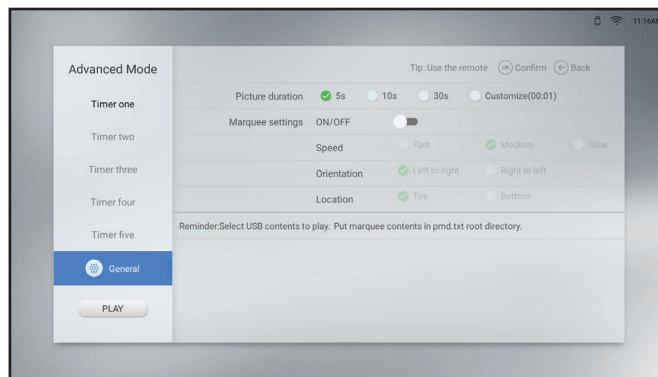 11:16AM
Advanced Mode
Tip: Use the remote OK Confirm Back
Timer one
Timer two
Timer three
Timer four
Timer five
General
PLAY
Picture duration 5s 10s 30s Customize(00:01)
Marquee settings ON/OFF
Speed Fast Medium Slow
Orientation Left to right Right to left
Location Top Bottom
Reminder:Select USB contents to play. Put marquee contents in pmd.txt root directory.